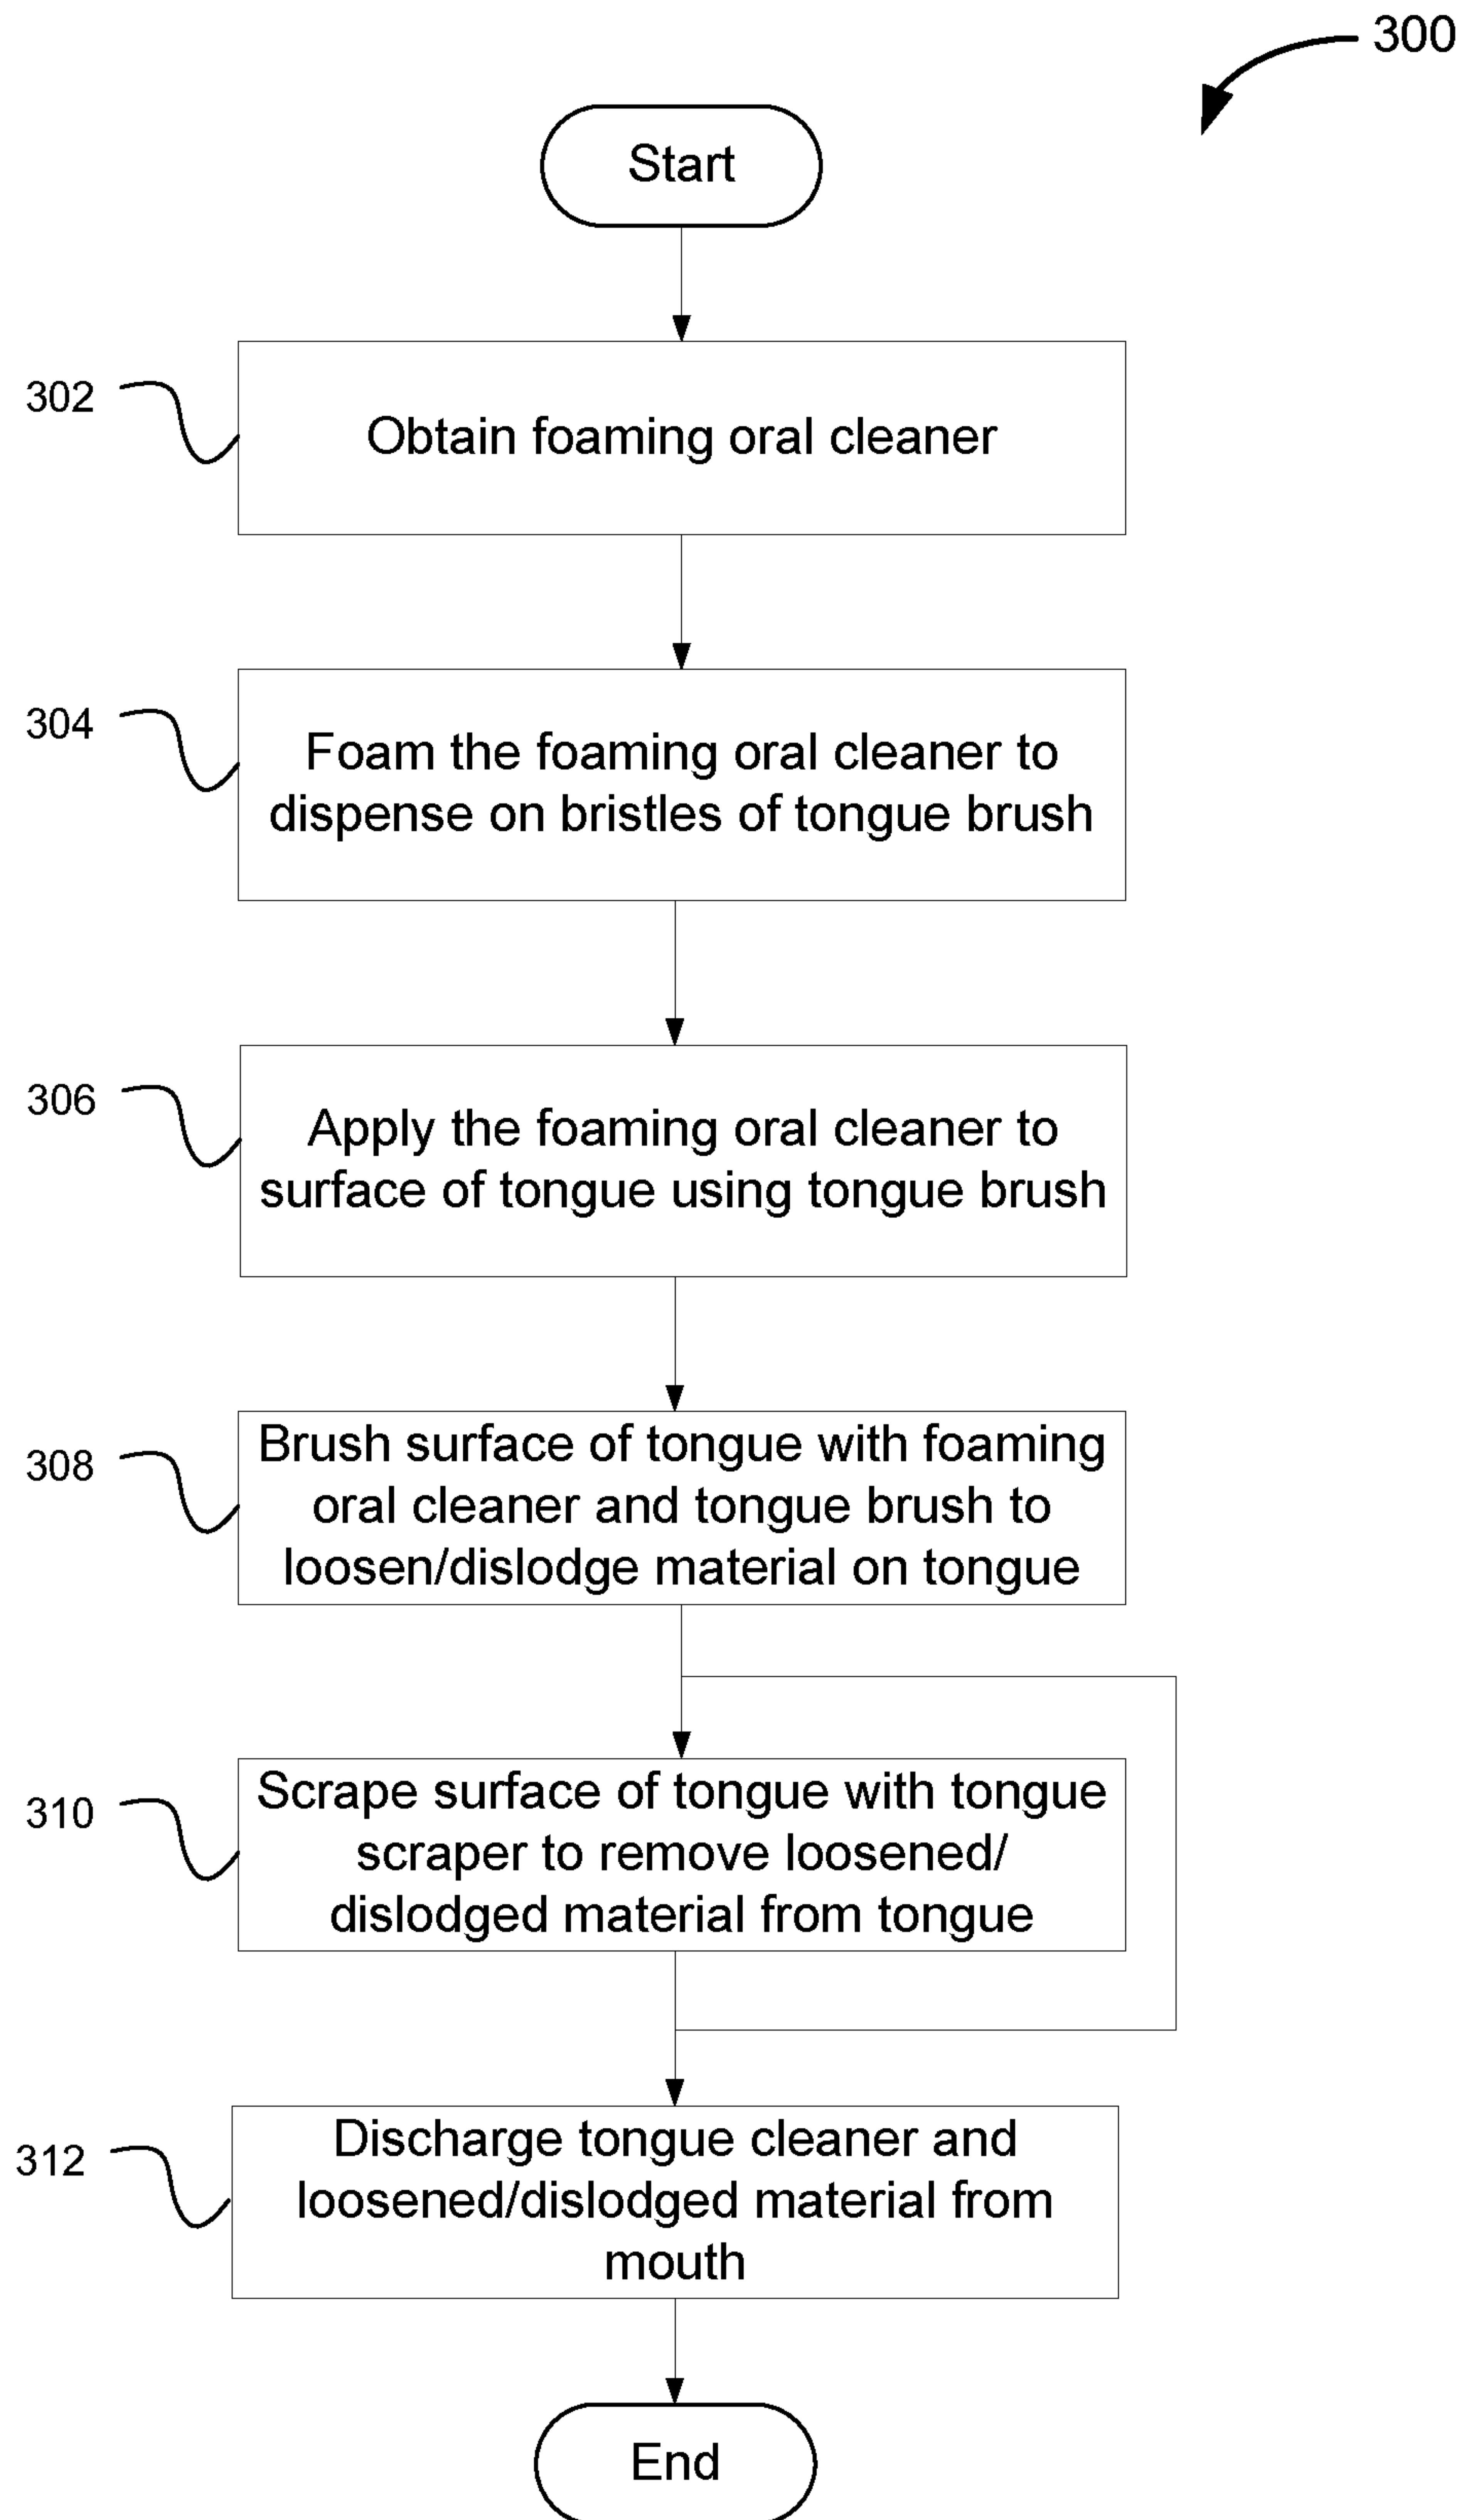 300
Start
302
Obtain foaming oral cleaner
304
Foam the foaming oral cleaner to
dispense on bristles of tongue brush
306
Apply the foaming oral cleaner to
surface of tongue using tongue brush
308
Brush surface of tongue with foaming
oral cleaner and tongue brush to
loosen/dislodge material on tongue
310
Scrape surface of tongue with tongue
scraper to remove loosened/
dislodged material from tongue
312
Discharge tongue cleaner and
loosened/dislodged material from
mouth
End